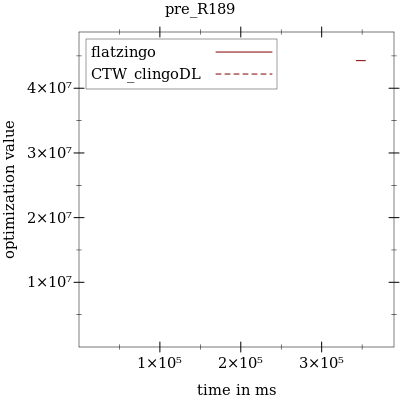 pre_R189
flatzingo
CTW_clingoDL
optimization value
4×10⁷
3×10⁷
2×10⁷
1×10⁷
1×10⁵ 2×10⁵ 3×10⁵
time in ms